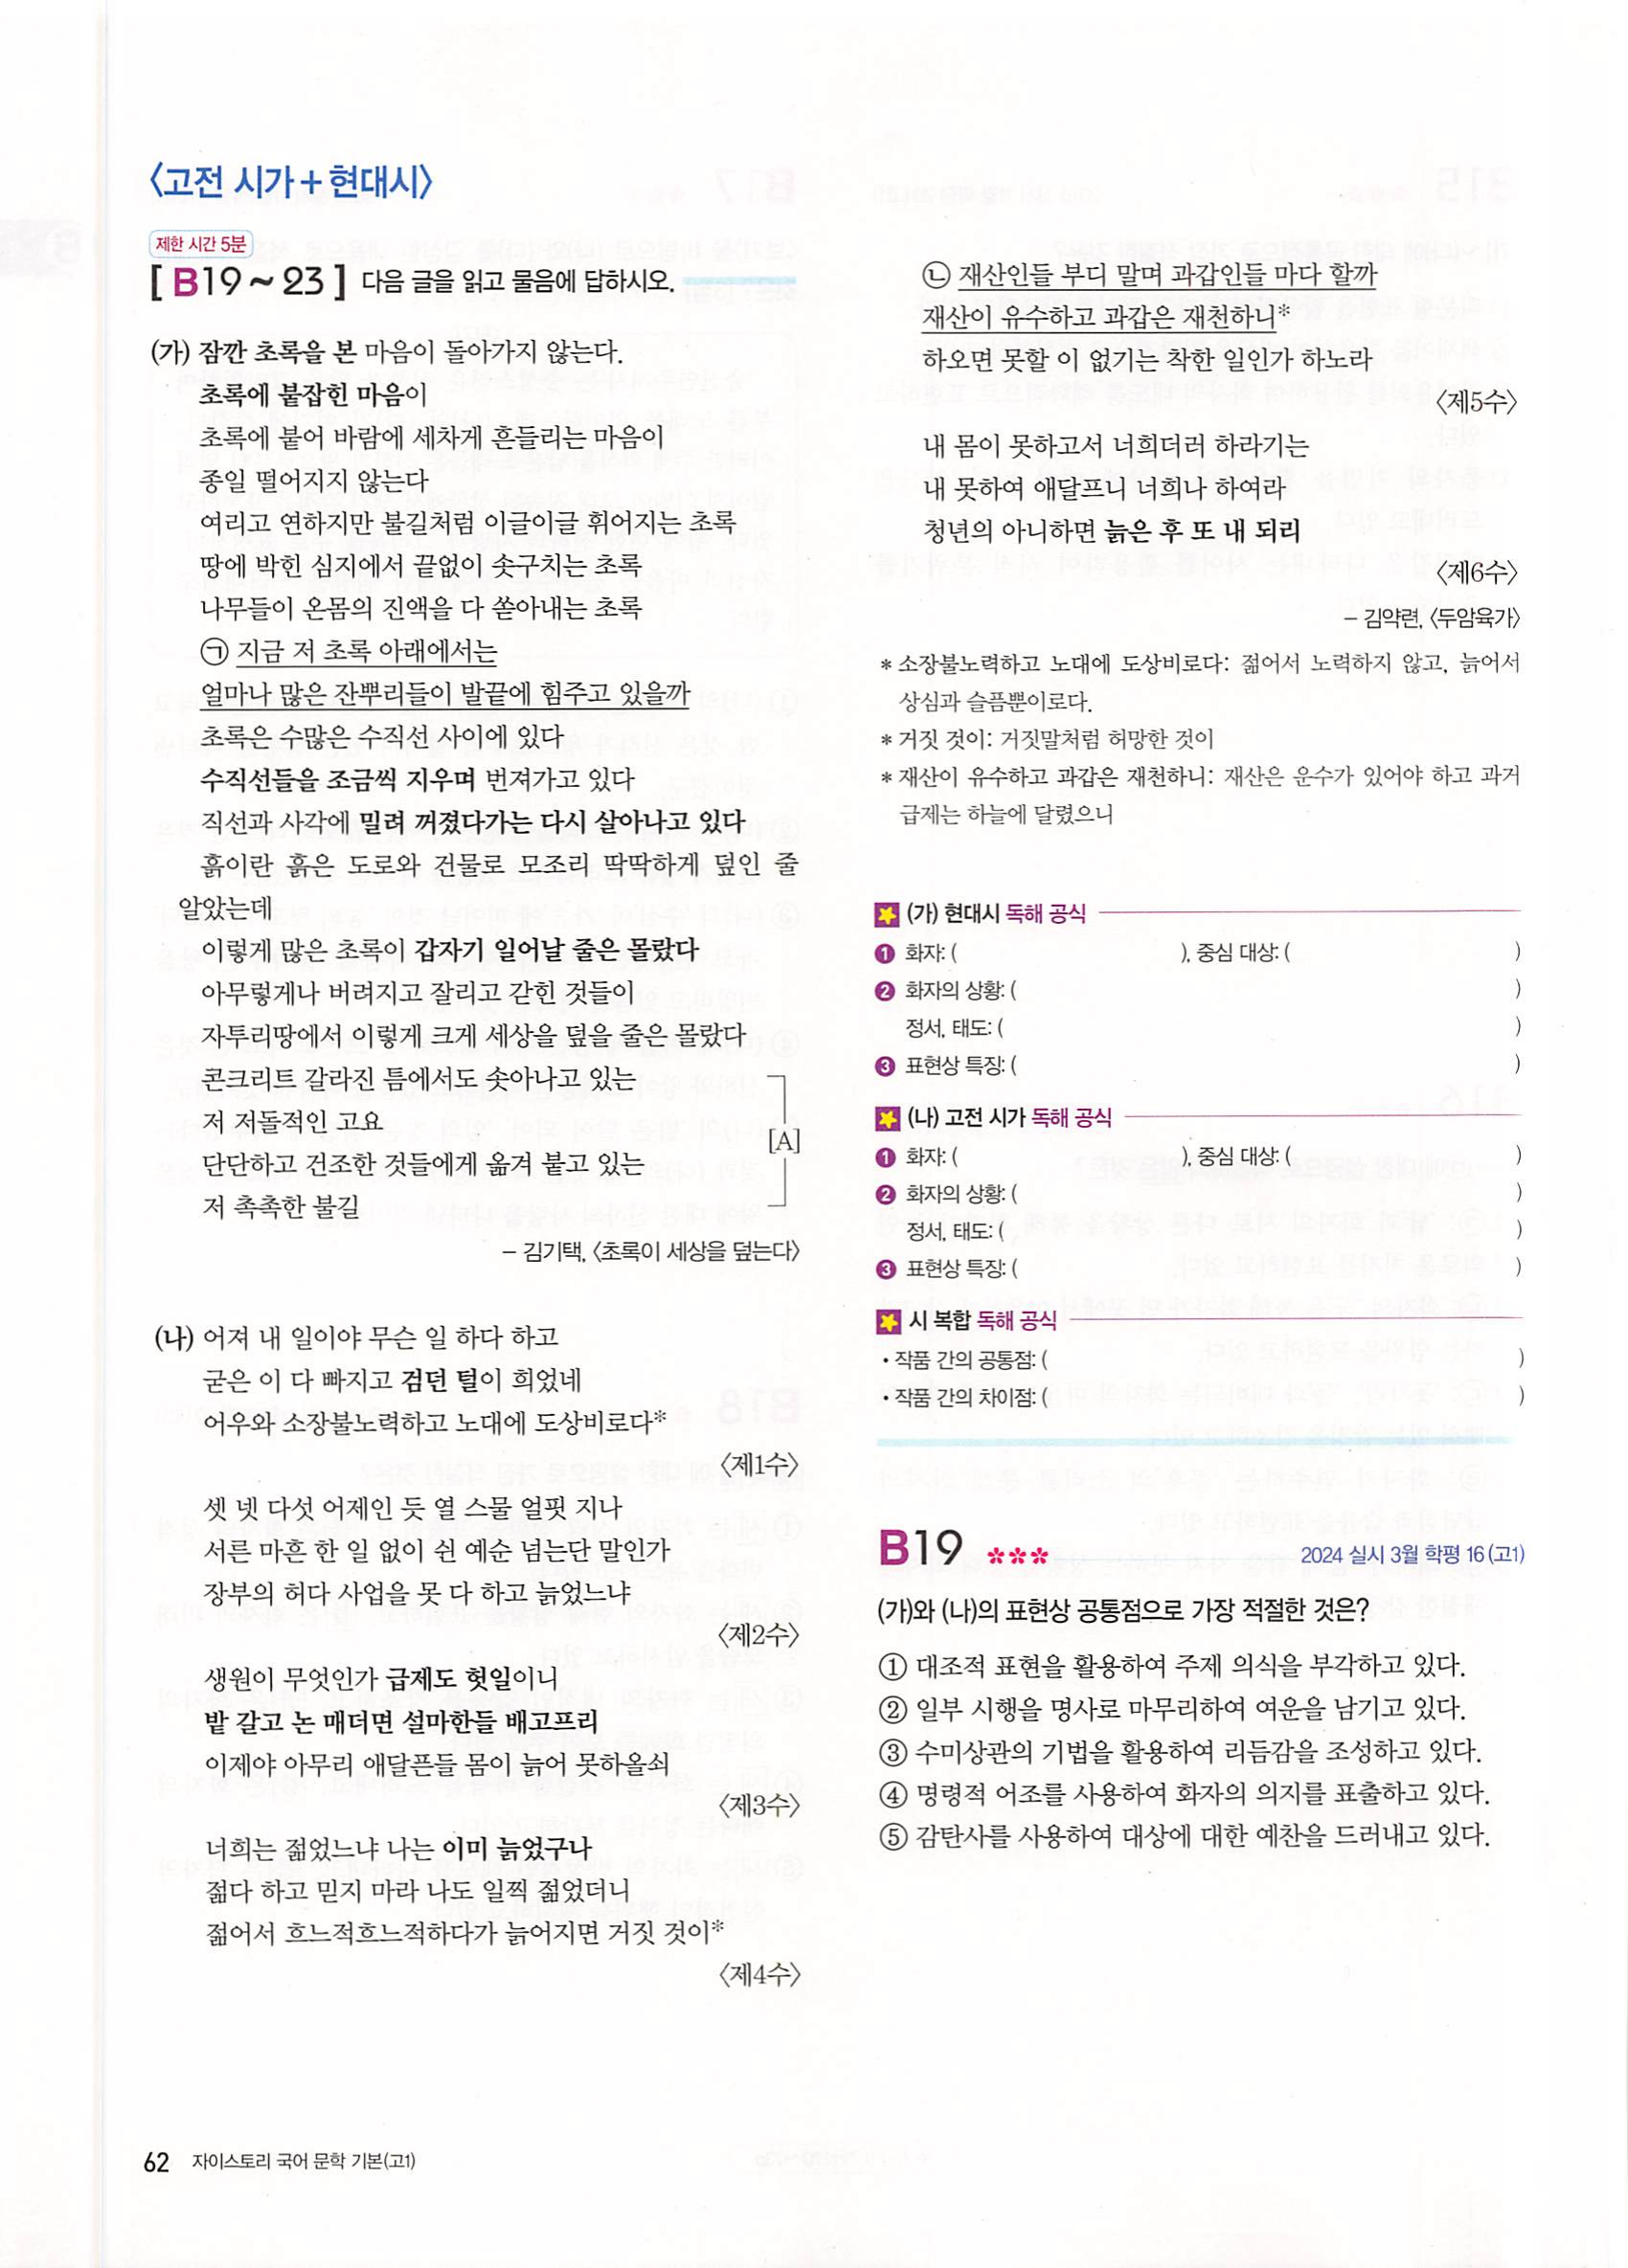 〈고전 시가+현대시〉
제한 시간 5분
[ B19 ~ 23 ] 다음 글을 읽고 물음에 답하시오.
(가) 잠깐 초록을 본 마음이 돌아가지 않는다.
초록에 붙잡힌 마음이
초록에 붙어 바람에 세차게 흔들리는 마음이
종일 떨어지지 않는다
여리고 연하지만 불길처럼 이글이글 휘어지는 초록
땅에 박힌 심지에서 끝없이 솟구치는 초록
나무들이 온몸의 진액을 다 쏟아내는 초록
㉠ 지금 저 초록 아래에서는
얼마나 많은 잔뿌리들이 발끝에 힘주고 있을까
초록은 수많은 수직선 사이에 있다
수직선들을 조금씩 지우며 번져가고 있다
직선과 사각에 밀려 꺼졌다가는 다시 살아나고 있다
흙이란 흙은 도로와 건물로 모조리 딱딱하게 덮인 줄
알았는데
이렇게 많은 초록이 갑자기 일어날 줄은 몰랐다
아무렇게나 버려지고 잘리고 갇힌 것들이
자투리땅에서 이렇게 크게 세상을 덮을 줄은 몰랐다
콘크리트 갈라진 틈에서도 솟아나고 있는
저 저돌적인 고요
단단하고 건조한 것들에게 옮겨 붙고 있는
저 촉촉한 불길
[A]
- 김기택, 〈초록이 세상을 덮는다〉
(나) 어져 내 일이야 무슨 일 하다 하고
굳은 이 다 빠지고 검던 털이 희었네
어우와 소장불노력하고 노대에 도상비로다*
〈제1수〉
셋 넷 다섯 어제인 듯 열 스물 얼핏 지나
서른 마흔 한 일 없이 쉰 예순 넘는단 말인가
장부의 허다 사업을 못 다 하고 늙었느냐
〈제2수〉
생원이 무엇인가 급제도 헛일이니
밭 갈고 논 매더면 설마한들 배고프리
이제야 아무리 애달픈들 몸이 늙어 못하올쇠
〈제3수〉
너희는 젊었느냐 나는 이미 늙었구나
젊다 하고 믿지 마라 나도 일찍 젊었더니
젊어서 흐느적흐느적하다가 늙어지면 거짓 것이*
〈제4수〉
㉡ 재산인들 부디 말며 과갑인들 마다 할까
재산이 유수하고 과갑은 재천하니*
하오면 못할 이 없기는 착한 일인가 하노라
〈제5수〉
내 몸이 못하고서 너희더러 하라기는
내 못하여 애달프니 너희나 하여라
청년의 아니하면 늙은 후 또 내 되리
〈제6수〉
- 김약련, 〈두암육가〉
* 소장불노력하고 노대에 도상비로다: 젊어서 노력하지 않고, 늙어서
상심과 슬픔뿐이로다.
* 거짓 것이: 거짓말처럼 허망한 것이
* 재산이 유수하고 과갑은 재천하니: 재산은 운수가 있어야 하고 과거
급제는 하늘에 달렸으니
(가) 현대시 독해 공식
❶ 화자: ( ), 중심 대상: ( )
❷ 화자의 상황: ( )
정서, 태도: ( )
❸ 표현상 특징: ( )
(나) 고전 시가 독해 공식
❶ 화자: ( ), 중심 대상: ( )
❷ 화자의 상황: ( )
정서, 태도: ( )
❸ 표현상 특징: ( )
시 복합 독해 공식
• 작품 간의 공통점: ( )
• 작품 간의 차이점: ( )
B19 *** 2024 실시 3월 학평 16(고1)
(가)와 (나)의 표현상 공통점으로 가장 적절한 것은?
① 대조적 표현을 활용하여 주제 의식을 부각하고 있다.
② 일부 시행을 명사로 마무리하여 여운을 남기고 있다.
③ 수미상관의 기법을 활용하여 리듬감을 조성하고 있다.
④ 명령적 어조를 사용하여 화자의 의지를 표출하고 있다.
⑤ 감탄사를 사용하여 대상에 대한 예찬을 드러내고 있다.
62 자이스토리 국어 문학 기본(고1)